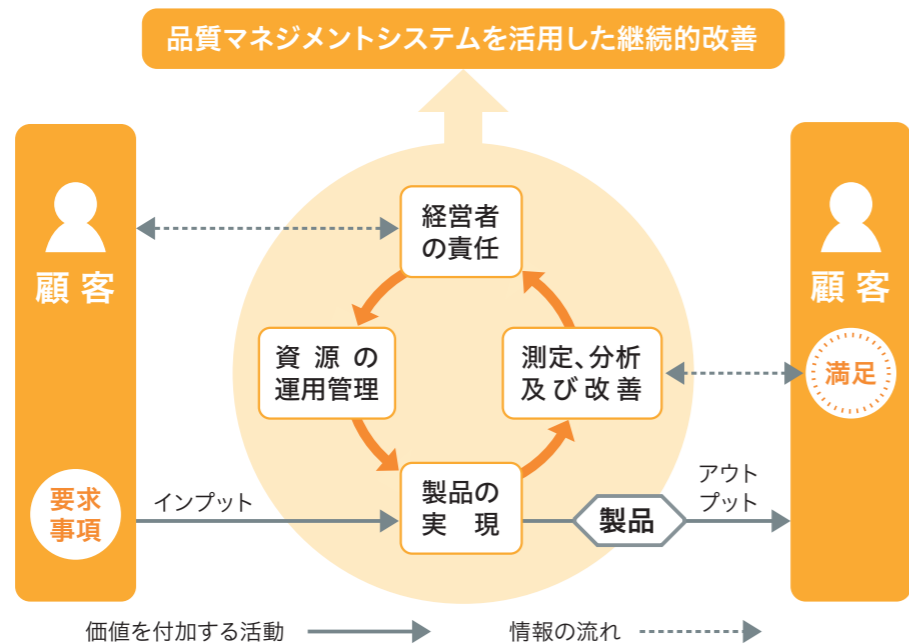 品質マネジメントシステムを活用した継続的改善
顧客
要求
事項
インプット
経営者
の責任
資源の
運用管理
測定、分析
及び改善
製品の
実現
製品
アウト
プット
顧客
満足
価値を付加する活動
情報の流れ